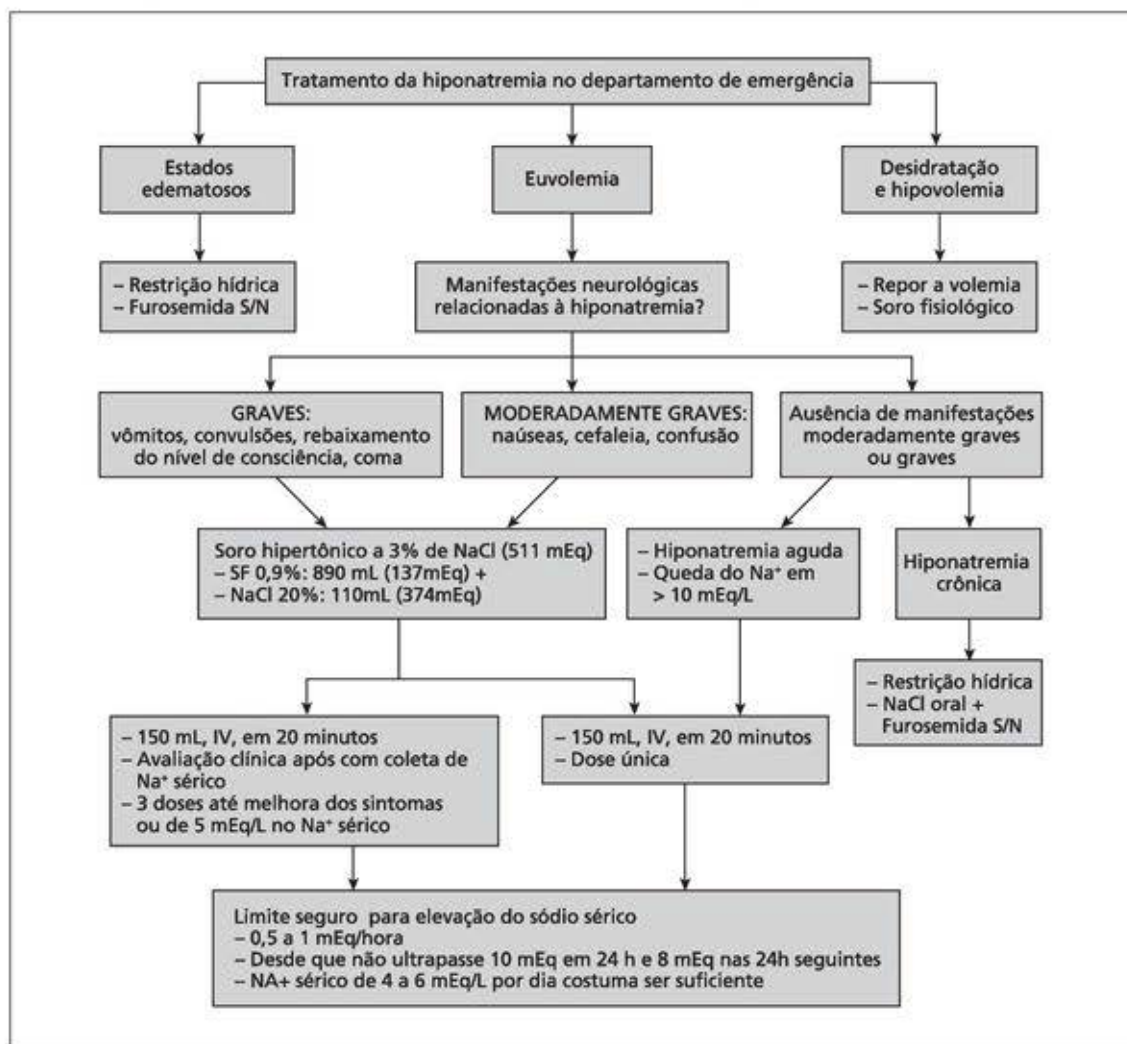 Tratamento da hiponatremia no departamento de emergência
Estados
edematosos
Euvolemia
Desidratação
e hipovolemia
– Restrição hídrica
– Furosemida S/N
Manifestações neurológicas
relacionadas à hiponatremia?
– Repor a volemia
– Soro fisiológico
GRAVES:
vômitos, convulsões, rebaixamento
do nível de consciência, coma
MODERADAMENTE GRAVES:
naúseas, cefaleia, confusão
Ausência de manifestações
moderadamente graves
ou graves
Soro hipertônico a 3% de NaCl (511 mEq)
– SF 0,9%: 890 mL (137mEq) +
– NaCl 20%: 110mL (374mEq)
– Hiponatremia aguda
– Queda do Na⁺ em
> 10 mEq/L
Hiponatremia
crônica
– Restrição hídrica
– NaCl oral +
Furosemida S/N
– 150 mL, IV, em 20 minutos
– Avaliação clínica após com coleta de
Na⁺ sérico
– 3 doses até melhora dos sintomas
ou de 5 mEq/L no Na⁺ sérico
– 150 mL, IV, em 20 minutos
– Dose única
Limite seguro para elevação do sódio sérico
– 0,5 a 1 mEq/hora
– Desde que não ultrapasse 10 mEq em 24 h e 8 mEq nas 24h seguintes
– NA+ sérico de 4 a 6 mEq/L por dia costuma ser suficiente